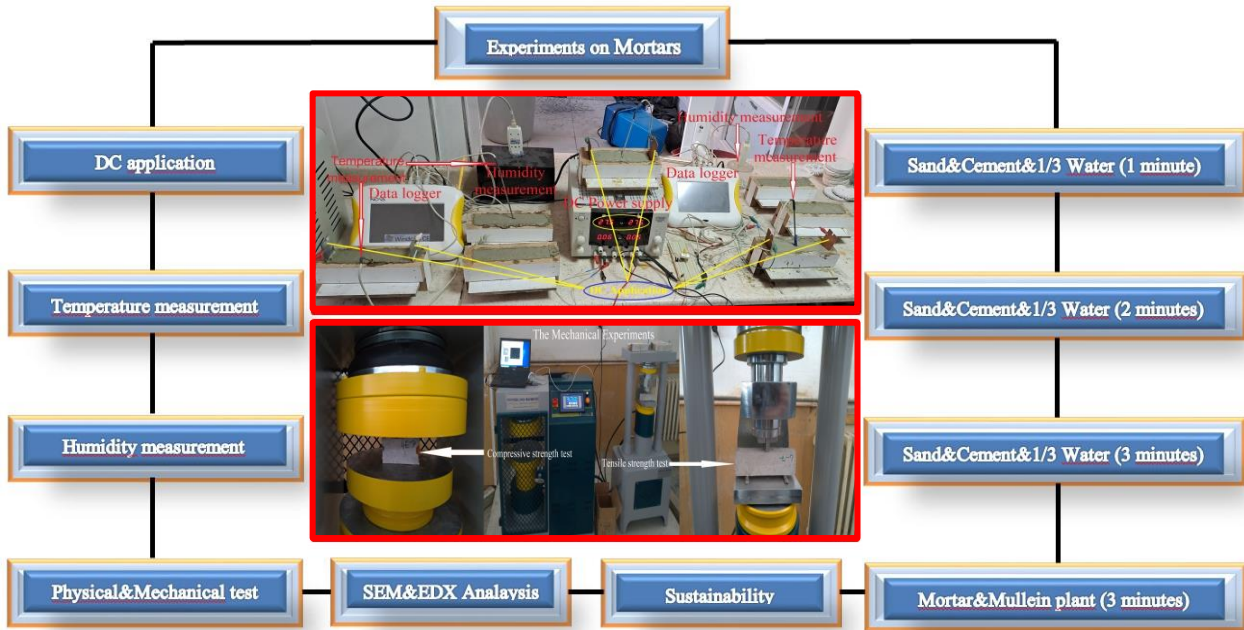 Experiments on Mortars
DC application
Temperature measurement
Humidity measurement
Physical&Mechanical test
SEM&EDX Analaysis
Sustainability
Sand&Cement&1/3 Water (1 minute)
Sand&Cement&1/3 Water (2 minutes)
Sand&Cement&1/3 Water (3 minutes)
Mortar&Mullein plant (3 minutes)
Temperature
measurement
Data logger
Humidity
measurement
DC Power supply
Humidity measurement
Temperature
measurement
Data logger
DC Application
The Mechanical Experiments
Compressive strength test
Tensile strength test